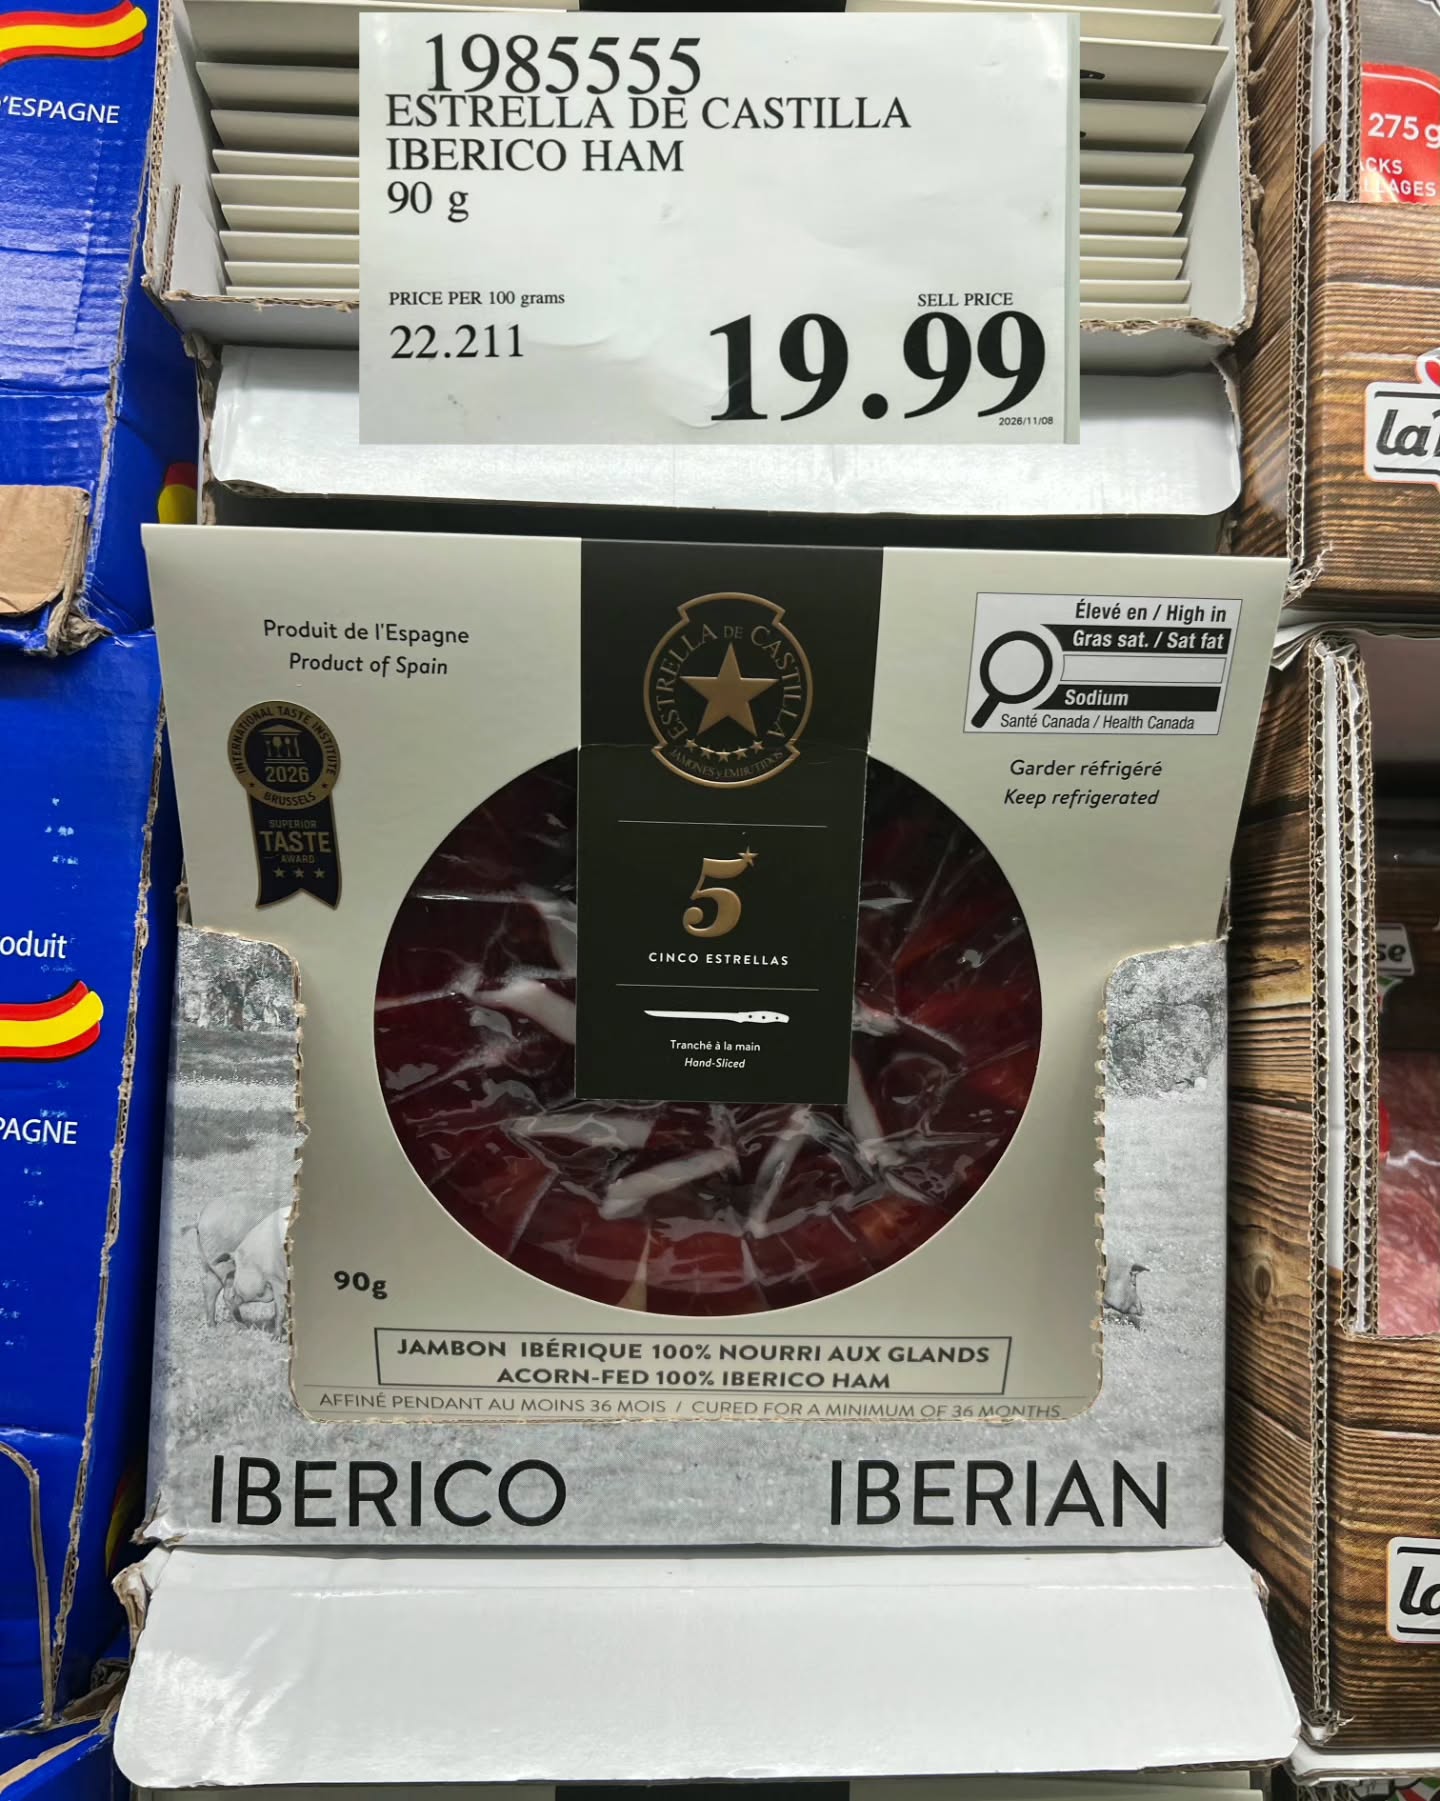 1985555
ESTRELLA DE CASTILLA
IBERICO HAM
90 g
PRICE PER 100 grams
22.211
SELL PRICE
19.99
2026/11/08
'ESPAGNE
275 g
Produit de l'Espagne
Product of Spain
INTERNATIONAL TASTE INSTITUTE
2026
BRUSSELS
SUPERIOR
TASTE
AWARD
ESTRELLA DE CASTILLA
JAMONES y EMBUTIDOS
5
CINCO ESTRELLAS
Tranché à la main
Hand-Sliced
Élevé en / High in
Gras sat. / Sat fat
Sodium
Santé Canada / Health Canada
Garder réfrigéré
Keep refrigerated
oduit
PAGNE
90g
JAMBON IBÉRIQUE 100% NOURRI AUX GLANDS
ACORN-FED 100% IBERICO HAM
AFFINÉ PENDANT AU MOINS 36 MOIS / CURED FOR A MINIMUM OF 36 MONTHS
IBERICO
IBERIAN